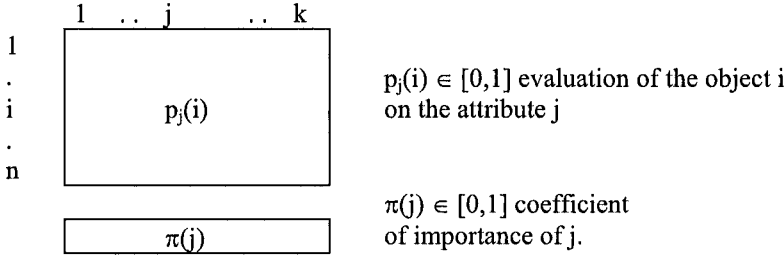 1 . . j . . k
1
.
i
.
n
p_j(i)
p_j(i) ∈ [0,1] evaluation of the object i
on the attribute j
π(j)
π(j) ∈ [0,1] coefficient
of importance of j.